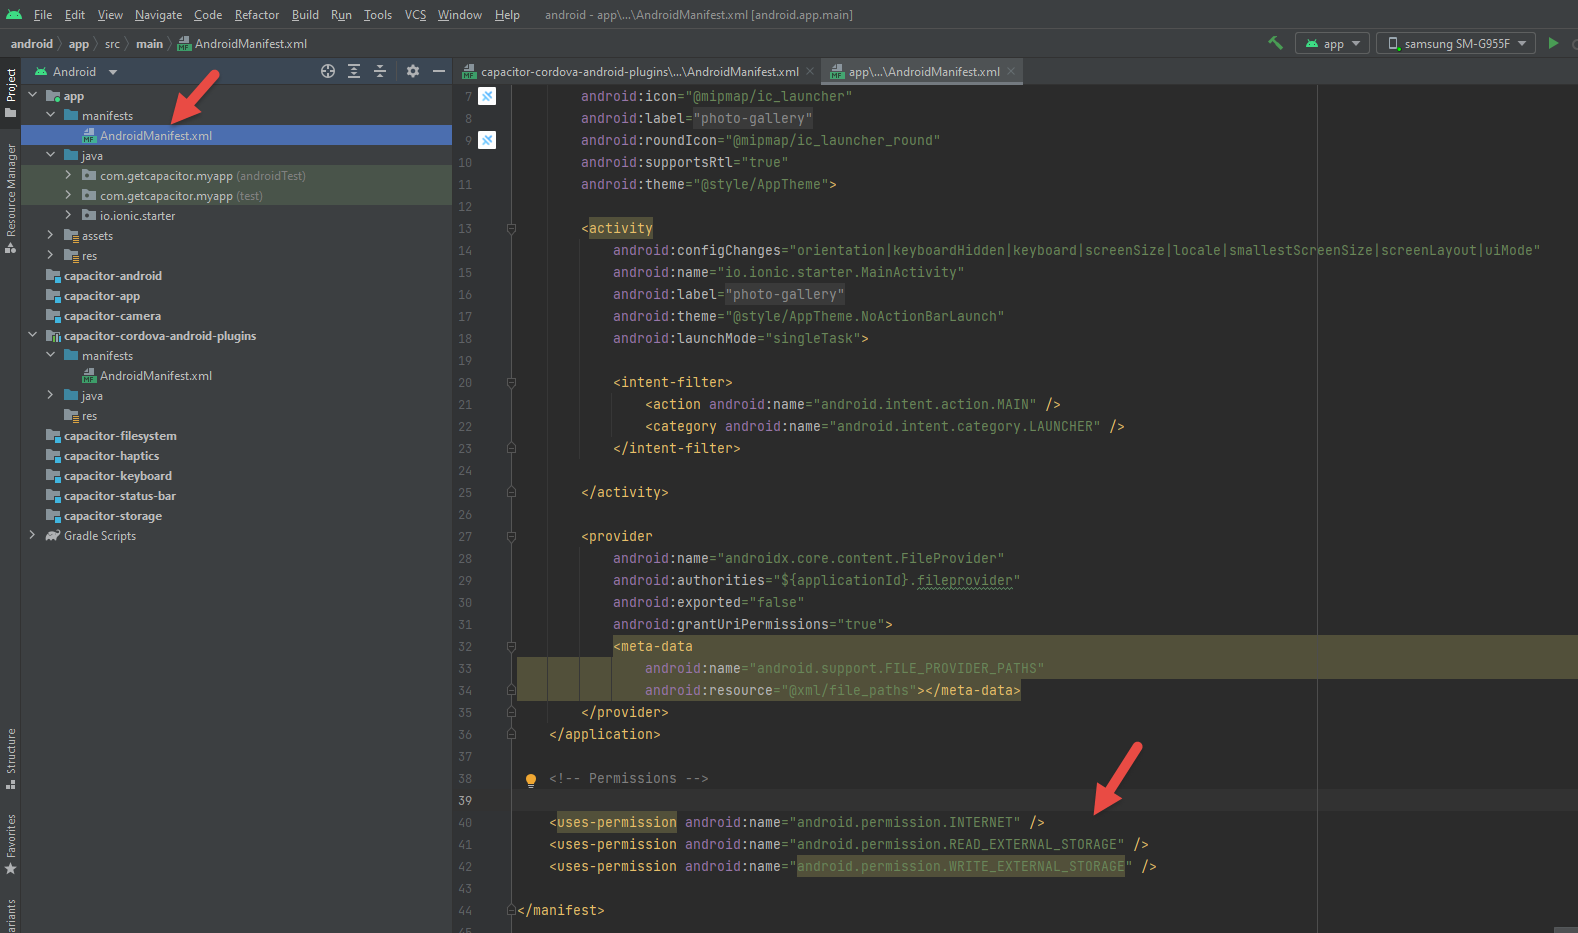 File Edit View Navigate Code Refactor Build Run Tools VCS Window Help android - app\...\AndroidManifest.xml [android.app.main]
android app src main AndroidManifest.xml app samsung SM-G955F
Project
Resource Manager
Structure
Favorites
Android
app
manifests
AndroidManifest.xml
java
com.getcapacitor.myapp (androidTest)
com.getcapacitor.myapp (test)
io.ionic.starter
assets
res
capacitor-android
capacitor-app
capacitor-camera
capacitor-cordova-android-plugins
manifests
AndroidManifest.xml
java
res
capacitor-filesystem
capacitor-haptics
capacitor-keyboard
capacitor-status-bar
capacitor-storage
Gradle Scripts
capacitor-cordova-android-plugins\...\AndroidManifest.xml app\...\AndroidManifest.xml
7 android:icon="@mipmap/ic_launcher"
8 android:label="photo-gallery"
9 android:roundIcon="@mipmap/ic_launcher_round"
10 android:supportsRtl="true"
11 android:theme="@style/AppTheme">
12
13 <activity
14 android:configChanges="orientation|keyboardHidden|keyboard|screenSize|locale|smallestScreenSize|screenLayout|uiMode"
15 android:name="io.ionic.starter.MainActivity"
16 android:label="photo-gallery"
17 android:theme="@style/AppTheme.NoActionBarLaunch"
18 android:launchMode="singleTask">
19
20 <intent-filter>
21 <action android:name="android.intent.action.MAIN" />
22 <category android:name="android.intent.category.LAUNCHER" />
23 </intent-filter>
24
25 </activity>
26
27 <provider
28 android:name="androidx.core.content.FileProvider"
29 android:authorities="${applicationId}.fileprovider"
30 android:exported="false"
31 android:grantUriPermissions="true">
32 <meta-data
33 android:name="android.support.FILE_PROVIDER_PATHS"
34 android:resource="@xml/file_paths"></meta-data>
35 </provider>
36 </application>
37
38 <!-- Permissions -->
39
40 <uses-permission android:name="android.permission.INTERNET" />
41 <uses-permission android:name="android.permission.READ_EXTERNAL_STORAGE" />
42 <uses-permission android:name="android.permission.WRITE_EXTERNAL_STORAGE" />
43
44 </manifest>